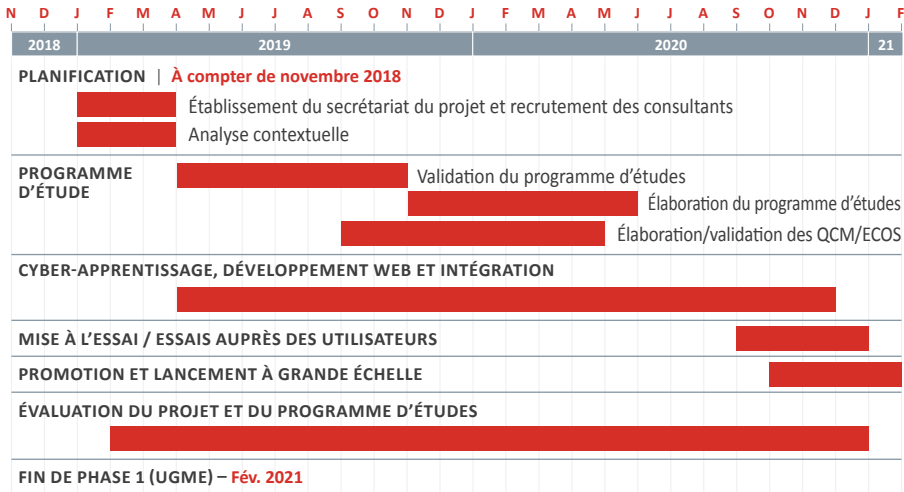 N D J F M A M J J A S O N D J F M A M J J A S O N D J F
2018 2019 2020 21
PLANIFICATION | À compter de novembre 2018
Établissement du secrétariat du projet et recrutement des consultants
Analyse contextuelle
PROGRAMME
D’ÉTUDE
Validation du programme d’études
Élaboration du programme d’études
Élaboration/validation des QCM/ECOS
CYBER-APPRENTISSAGE, DÉVELOPPEMENT WEB ET INTÉGRATION
MISE À L’ESSAI / ESSAIS AUPRÈS DES UTILISATEURS
PROMOTION ET LANCEMENT À GRANDE ÉCHELLE
ÉVALUATION DU PROJET ET DU PROGRAMME D’ÉTUDES
FIN DE PHASE 1 (UGME) – Fév. 2021